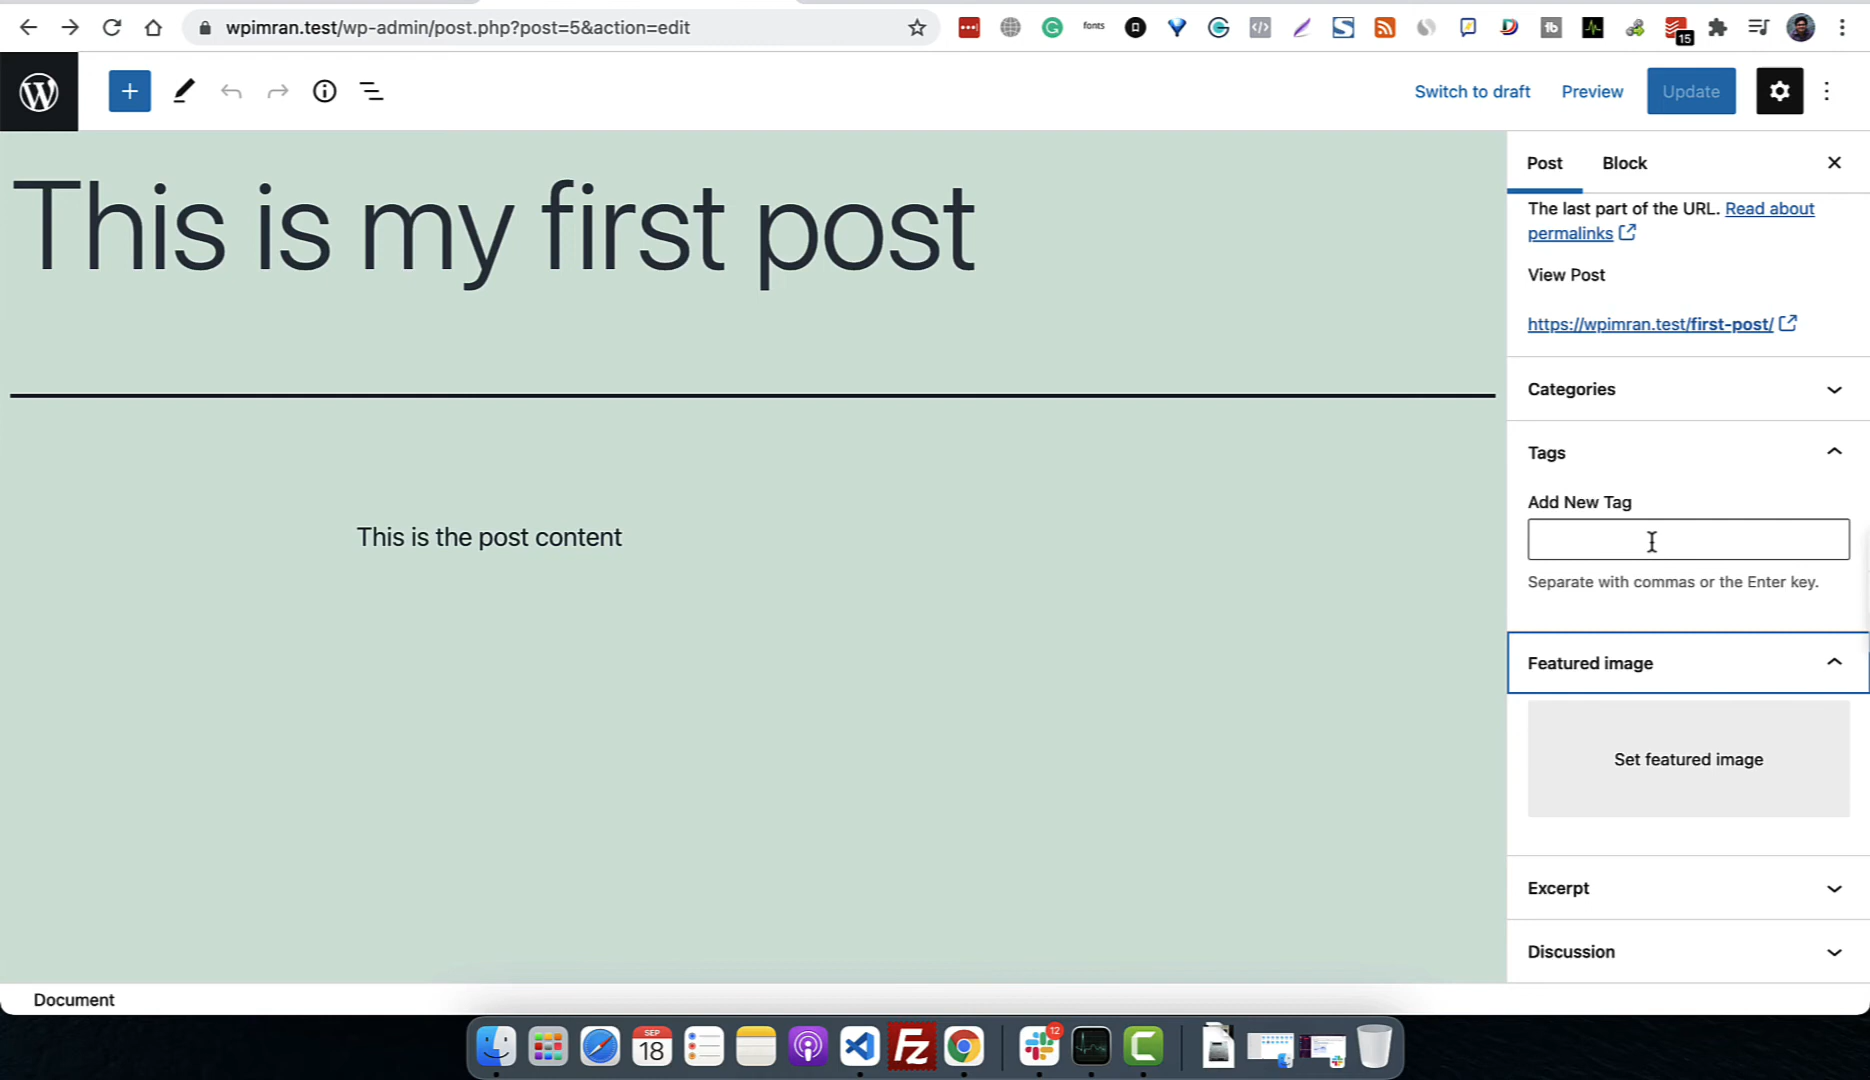 wpimran.test/wp-admin/post.php?post=5&action=edit
fonts
15
Switch to draft
Preview
Update
Post
Block
This is my first post
The last part of the URL. Read about
permalinks
View Post
https://wpimran.test/first-post/
Categories
Tags
Add New Tag
This is the post content
Separate with commas or the Enter key.
Featured image
Set featured image
Excerpt
Discussion
Document
SEP
18
12